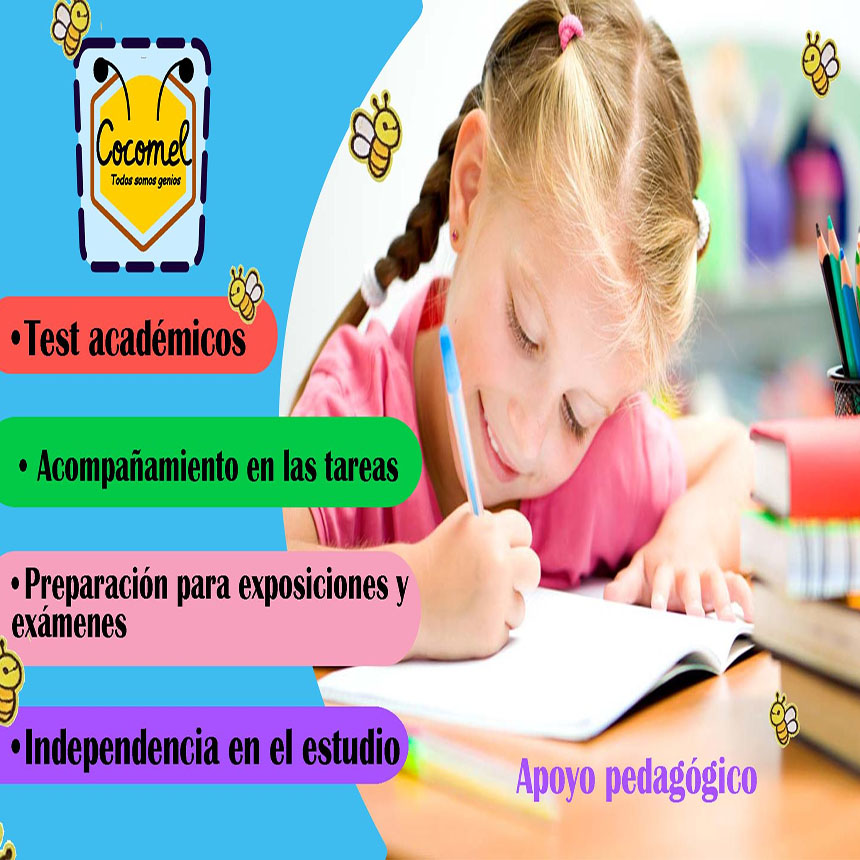 Cocomel
Todos somos genios
•Test académicos
• Acompañamiento en las tareas
•Preparación para exposiciones y
exámenes
•Independencia en el estudio
Apoyo pedagógico